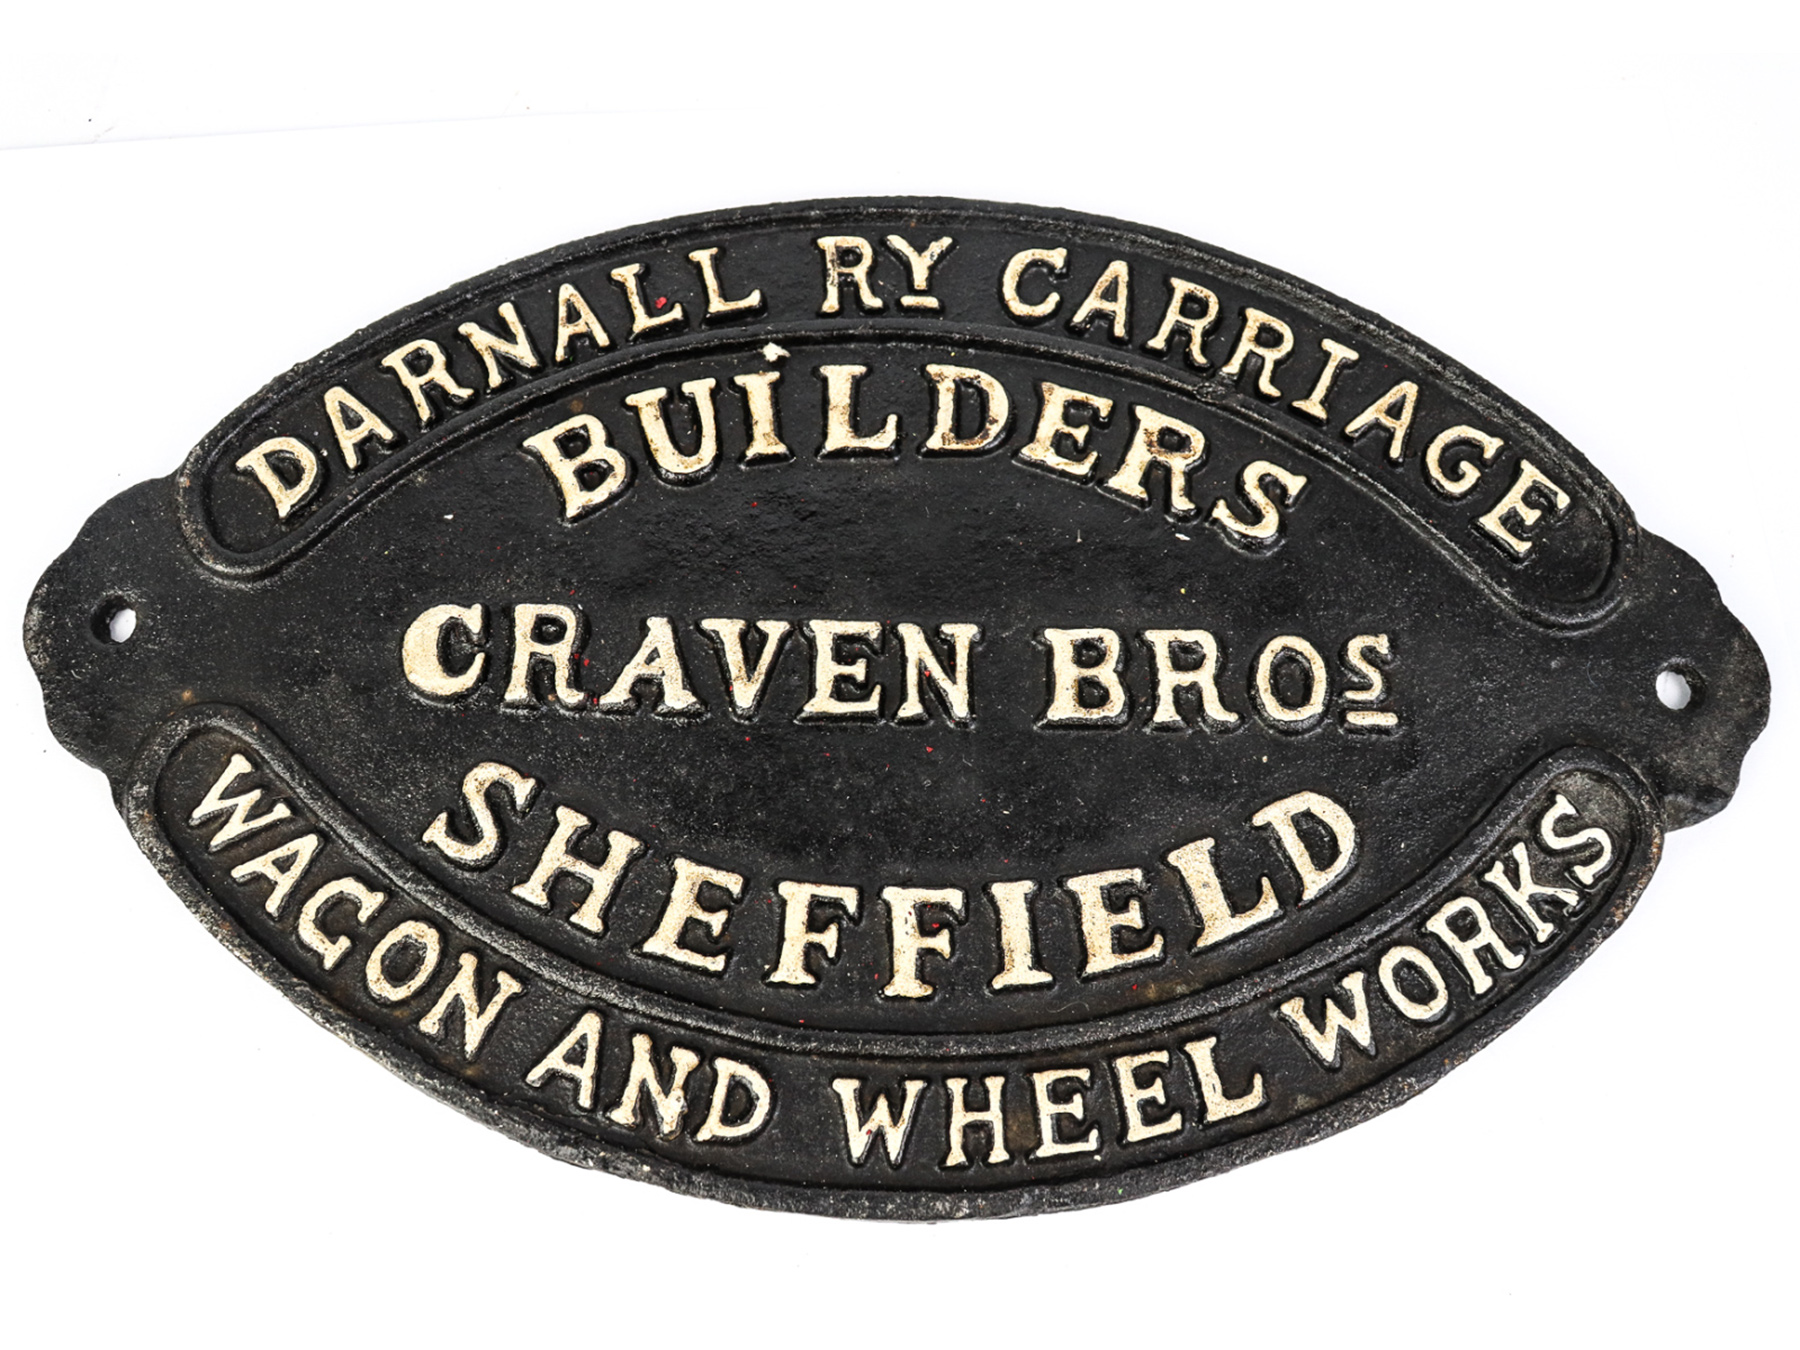 DARNALL RY CARRIAGE
BUiLDERS
CRAVEN BROS
SHEFFIELD
WAGON AND WHEEL WORKS